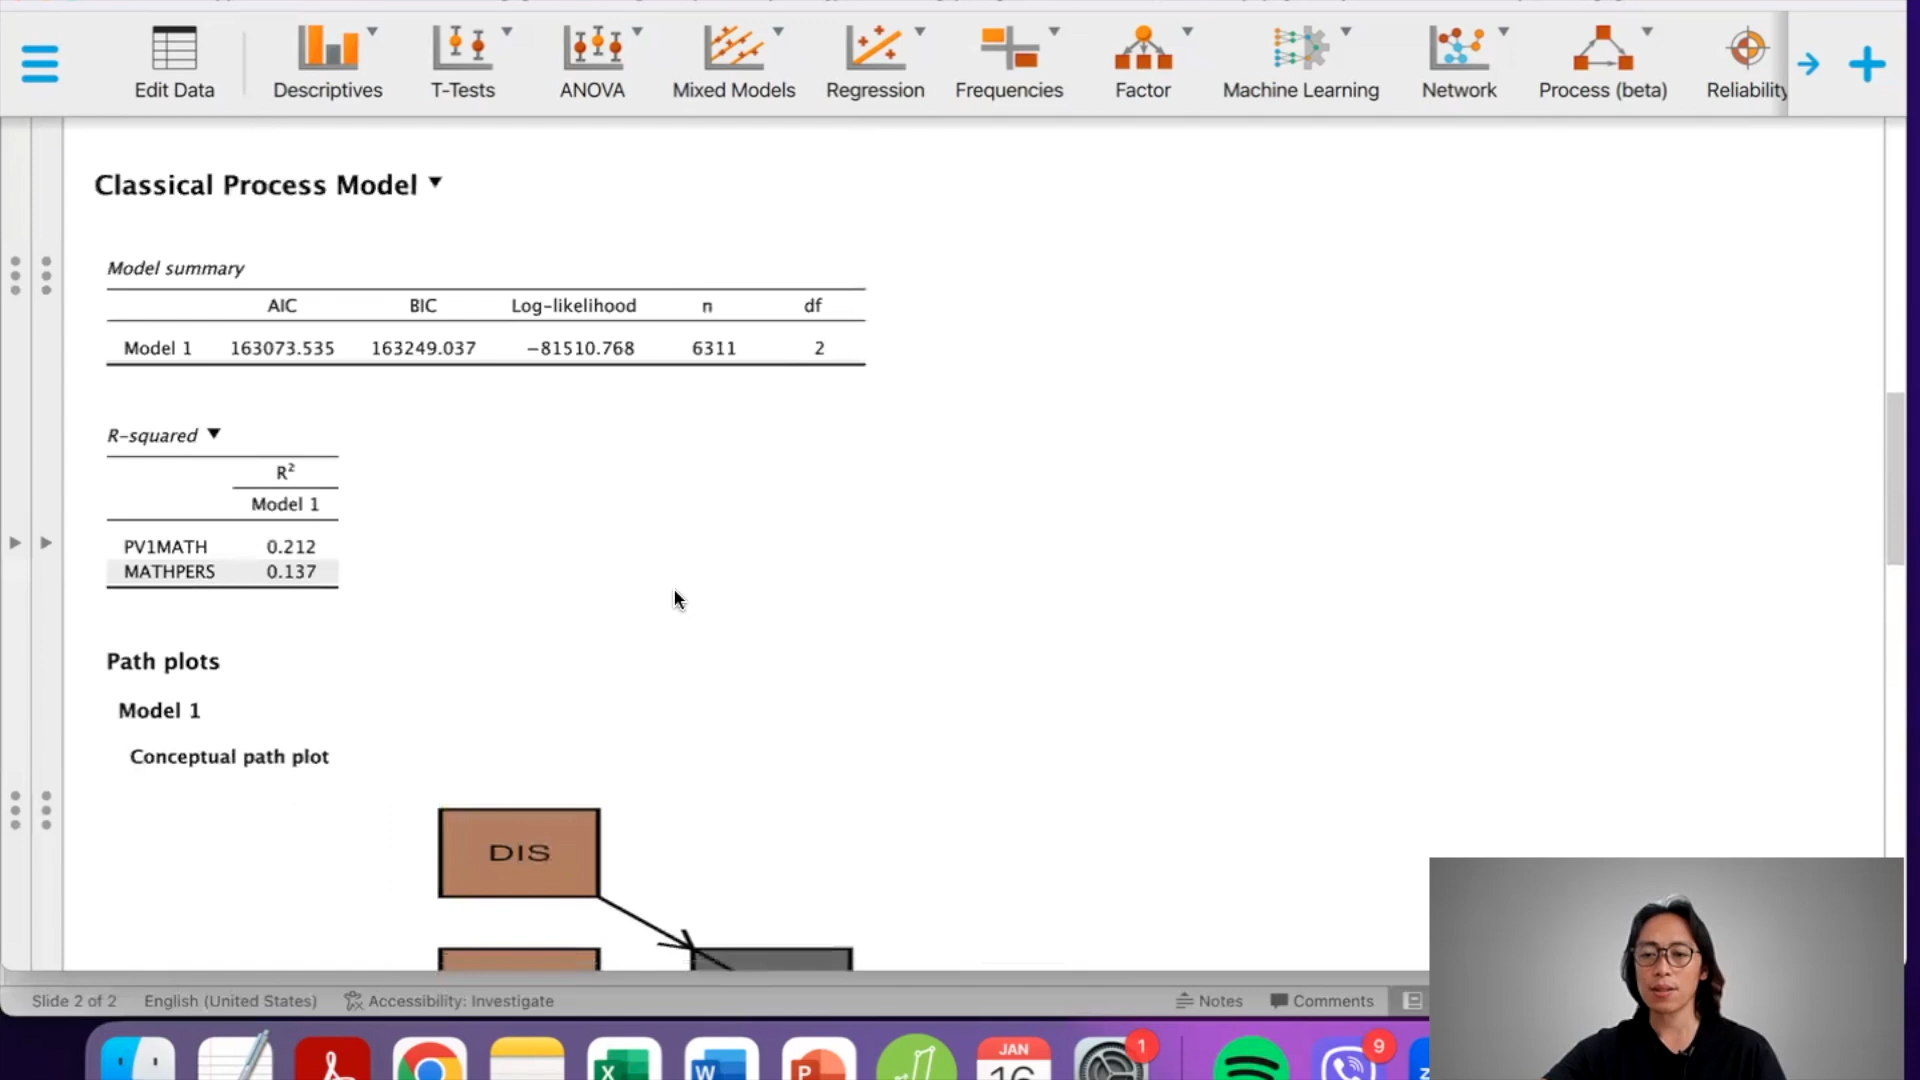 Edit Data
Descriptives
T-Tests
ANOVA
Mixed Models
Regression
Frequencies
Factor
Machine Learning
Network
Process (beta)
Reliability
Classical Process Model
Model summary
AIC BIC Log-likelihood n df
Model 1 163073.535 163249.037 −81510.768 6311 2
R-squared
R²
Model 1
PV1MATH 0.212
MATHPERS 0.137
Path plots
Model 1
Conceptual path plot
DIS
Slide 2 of 2 English (United States) Accessibility: Investigate Notes Comments
JAN
16
1
9
X
W
P